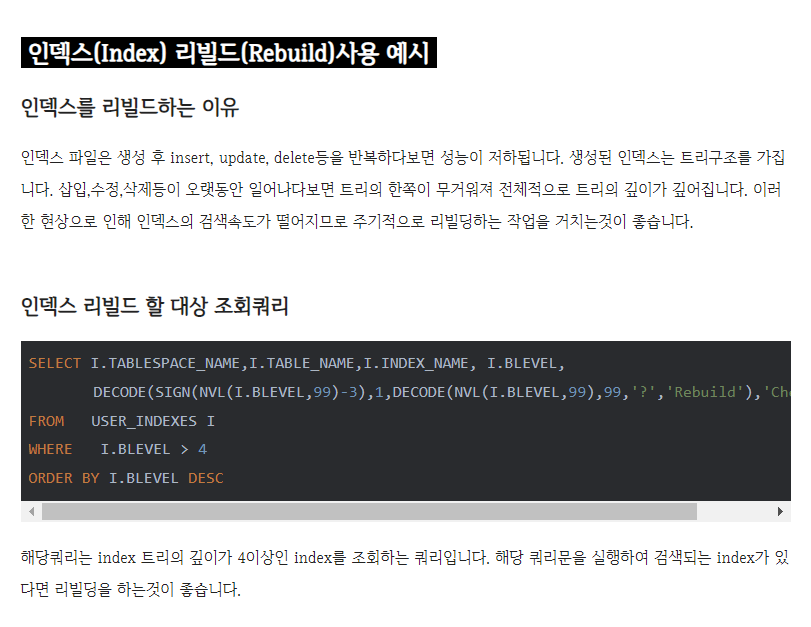 인덱스(Index) 리빌드(Rebuild)사용 예시
인덱스를 리빌드하는 이유
인덱스 파일은 생성 후 insert, update, delete등을 반복하다보면 성능이 저하됩니다. 생성된 인덱스는 트리구조를 가집
니다. 삽입,수정,삭제등이 오랫동안 일어나다보면 트리의 한쪽이 무거워져 전체적으로 트리의 깊이가 깊어집니다. 이러
한 현상으로 인해 인덱스의 검색속도가 떨어지므로 주기적으로 리빌딩하는 작업을 거치는것이 좋습니다.
인덱스 리빌드 할 대상 조회쿼리
SELECT I.TABLESPACE_NAME,I.TABLE_NAME,I.INDEX_NAME, I.BLEVEL,
DECODE(SIGN(NVL(I.BLEVEL,99)-3),1,DECODE(NVL(I.BLEVEL,99),99,'?','Rebuild'),'Che
FROM USER_INDEXES I
WHERE I.BLEVEL > 4
ORDER BY I.BLEVEL DESC
해당쿼리는 index 트리의 깊이가 4이상인 index를 조회하는 쿼리입니다. 해당 쿼리문을 실행하여 검색되는 index가 있
다면 리빌딩을 하는것이 좋습니다.